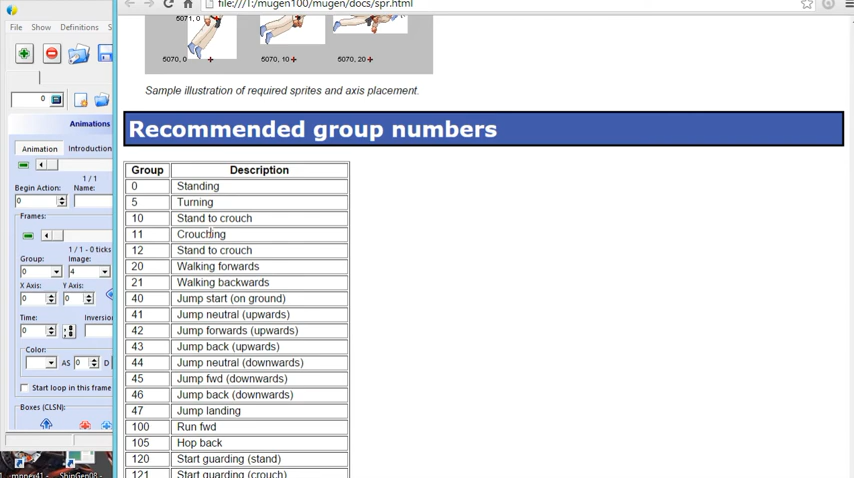 file:///T:/mugen100/mugen/docs/spr.html
File Show Definitions
5071, 0
5070, 0 5070, 10 5070, 20
Sample illustration of required sprites and axis placement.
0
Animations
Animation Introduction
1 / 1
Begin Action: Name:
0
Frames:
1 / 1 - 0 ticks
Group: Image:
0 4
X Axis: Y Axis:
0 0
Time: Inversion
0
Color:
AS 0 D
Start loop in this frame
Boxes (CLSN):
Recommended group numbers
Group Description
0 Standing
5 Turning
10 Stand to crouch
11 Crouching
12 Stand to crouch
20 Walking forwards
21 Walking backwards
40 Jump start (on ground)
41 Jump neutral (upwards)
42 Jump forwards (upwards)
43 Jump back (upwards)
44 Jump neutral (downwards)
45 Jump fwd (downwards)
46 Jump back (downwards)
47 Jump landing
100 Run fwd
105 Hop back
120 Start guarding (stand)
121 Start guarding (crouch)